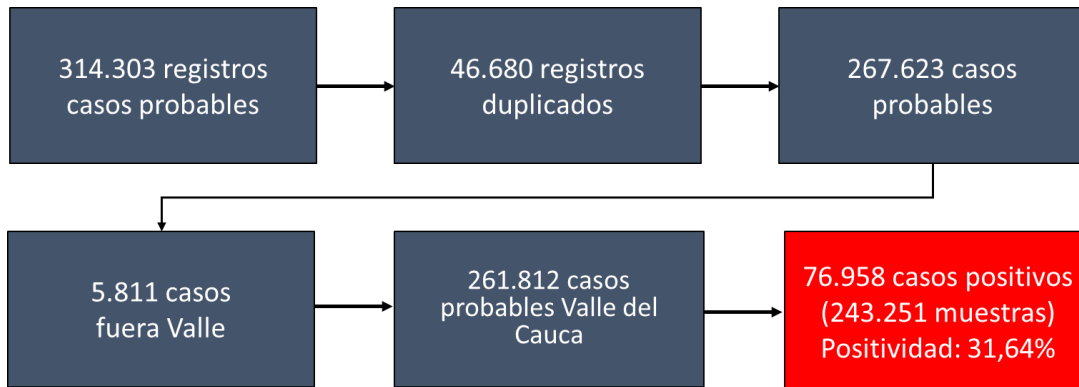 314.303 registros
casos probables
46.680 registros
duplicados
267.623 casos
probables
5.811 casos
fuera Valle
261.812 casos
probables Valle del
Cauca
76.958 casos positivos
(243.251 muestras)
Positividad: 31,64%